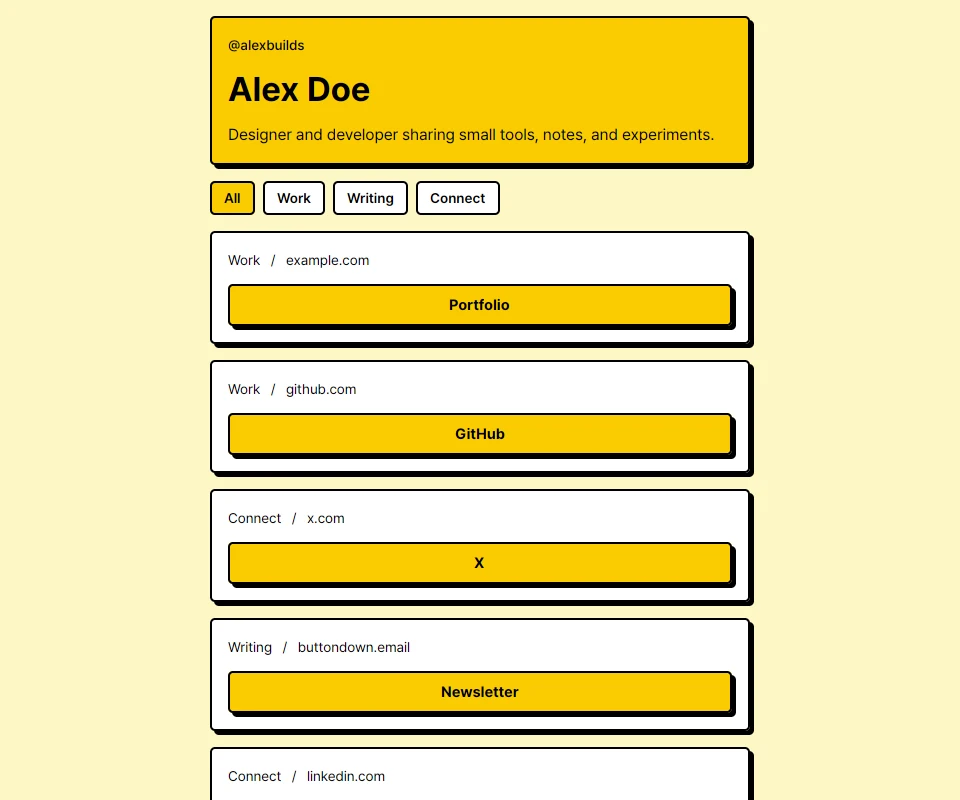 @alexbuilds
Alex Doe
Designer and developer sharing small tools, notes, and experiments.
All Work Writing Connect
Work / example.com
Portfolio
Work / github.com
GitHub
Connect / x.com
X
Writing / buttondown.email
Newsletter
Connect / linkedin.com